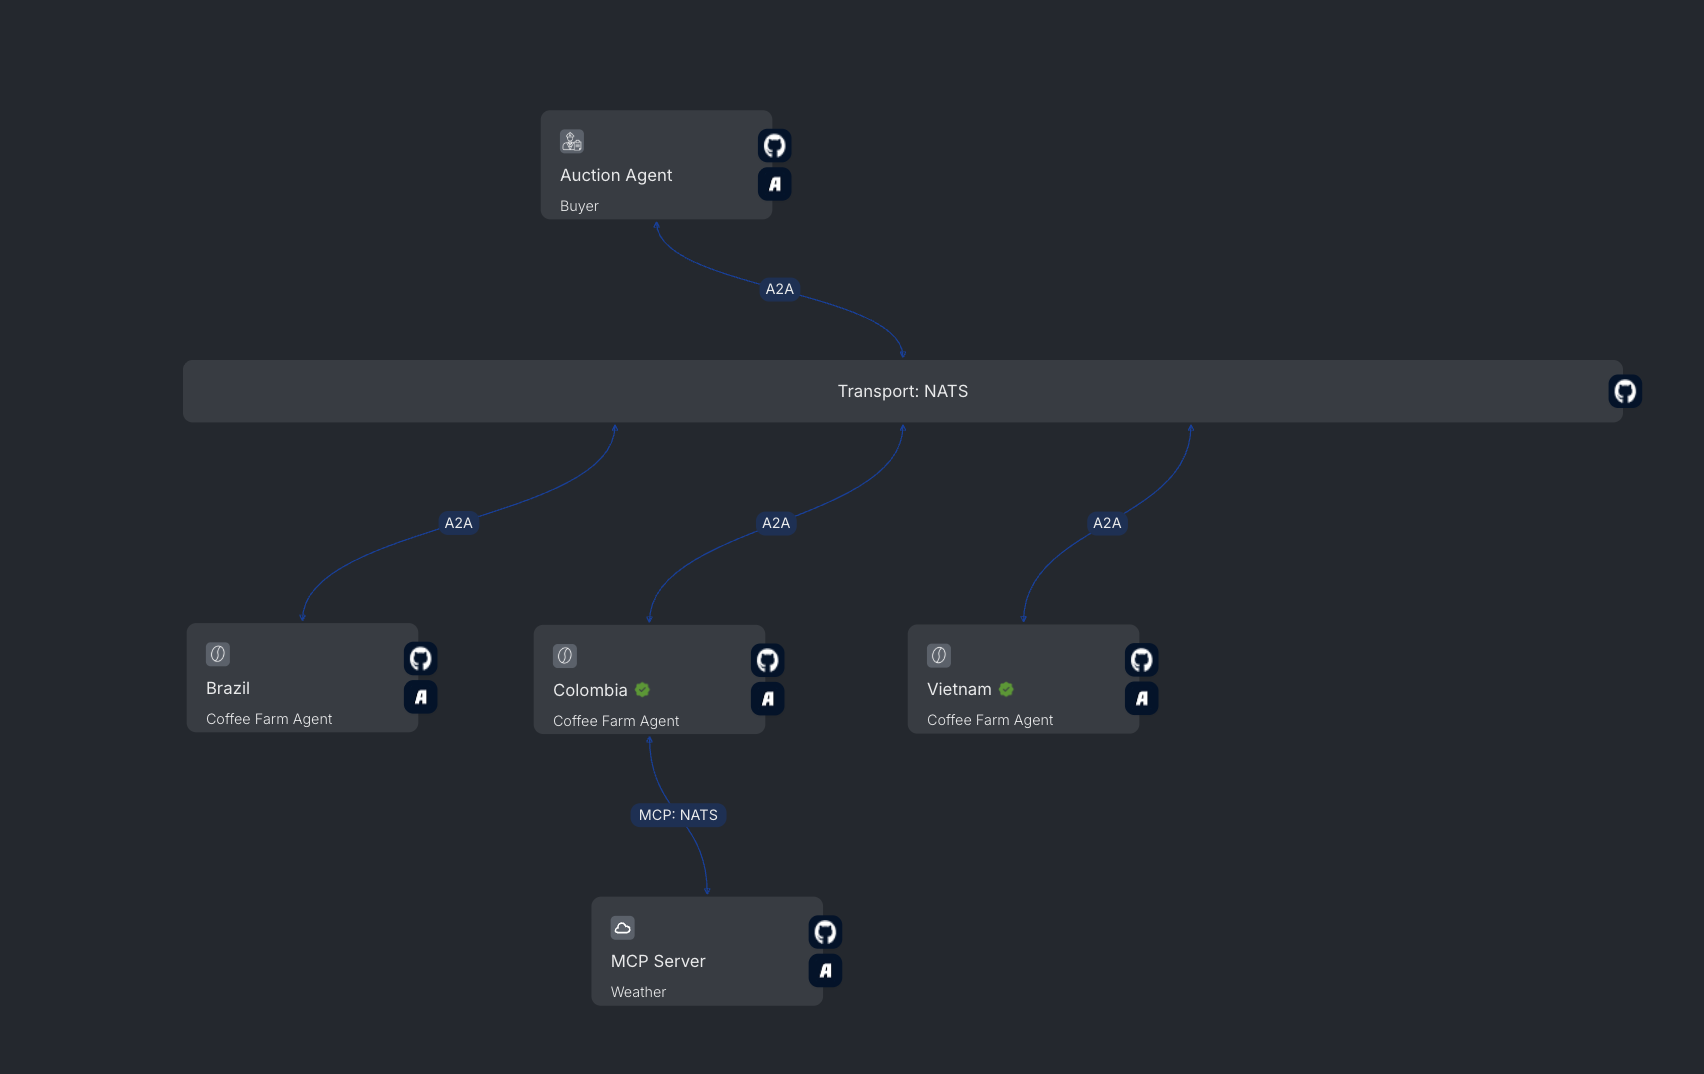 Auction Agent
Buyer
A2A
Transport: NATS
A2A
A2A
A2A
Brazil
Coffee Farm Agent
Colombia
Coffee Farm Agent
Vietnam
Coffee Farm Agent
MCP: NATS
MCP Server
Weather